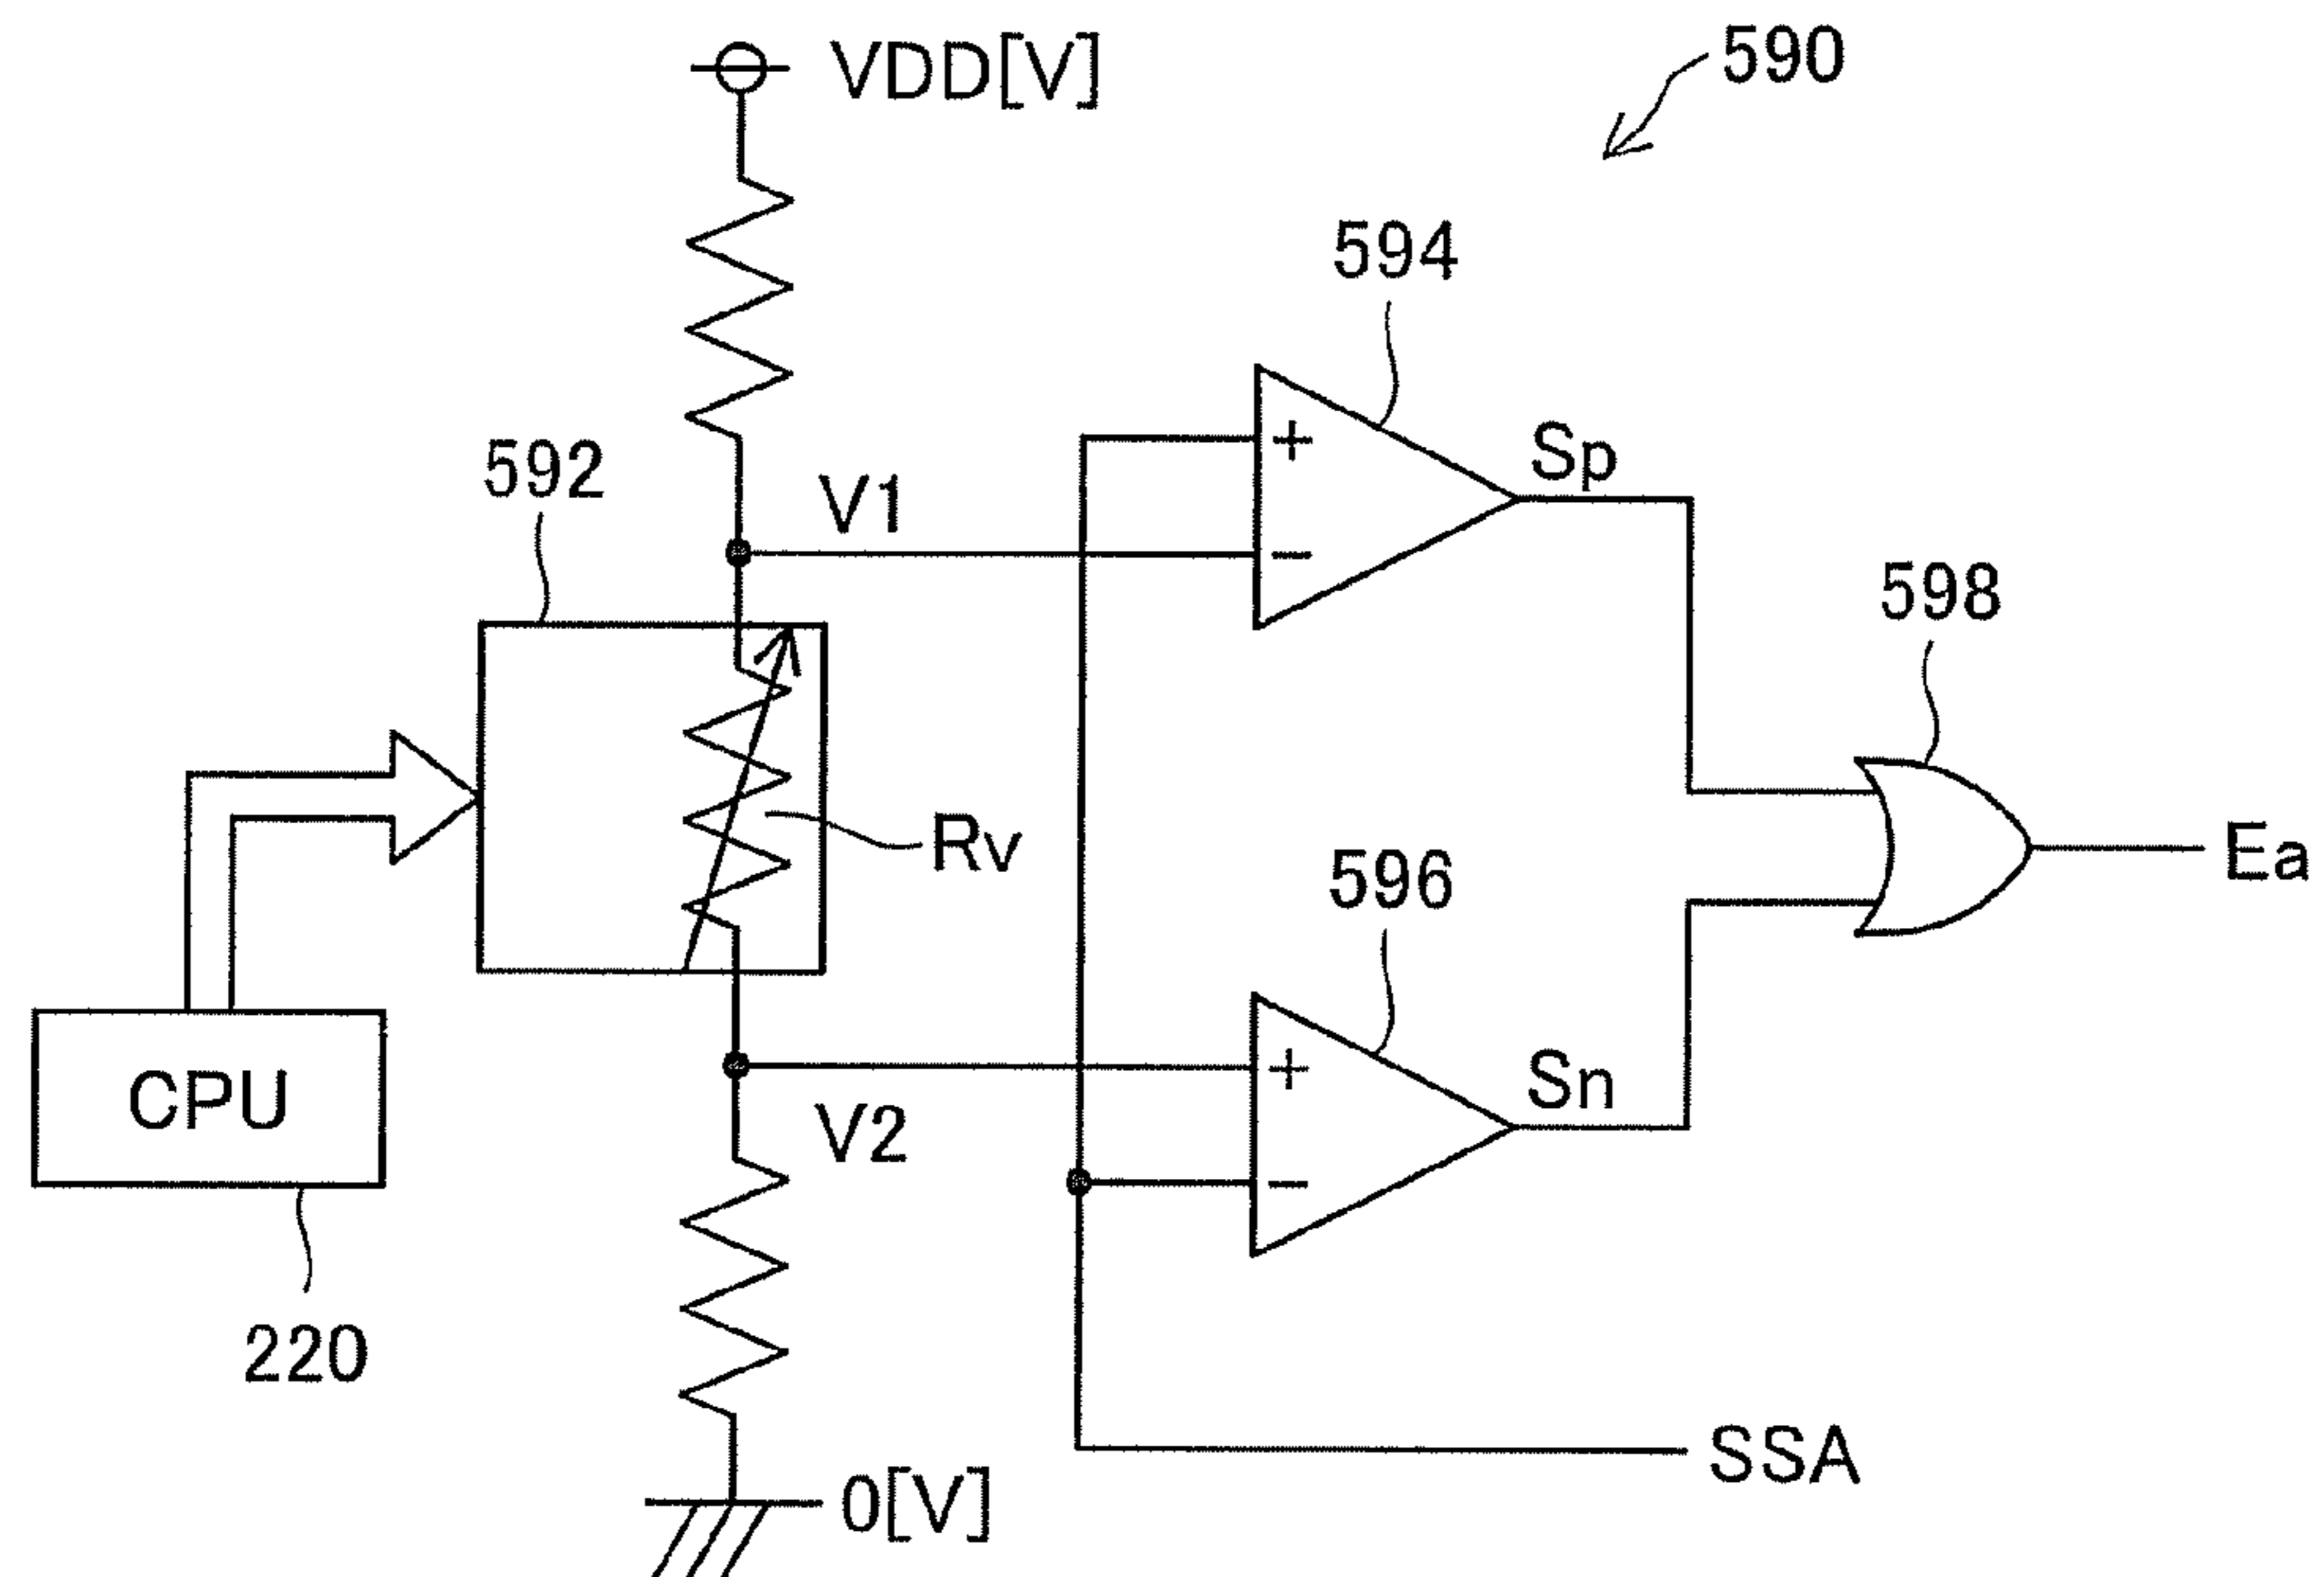 VDD[V]
590
594
Sp
592
V1
598
Rv
596
Ea
CPU
V2
Sn
220
SSA
0[V]
+
−
+
−